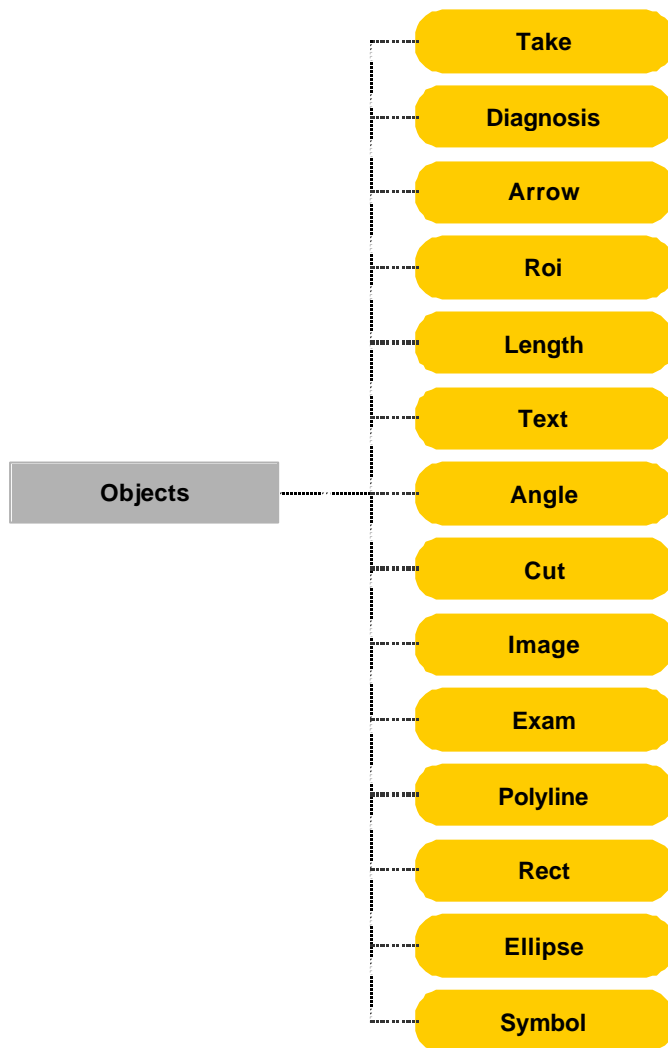 Take
Diagnosis
Arrow
Roi
Length
Text
Objects
Angle
Cut
Image
Exam
Polyline
Rect
Ellipse
Symbol